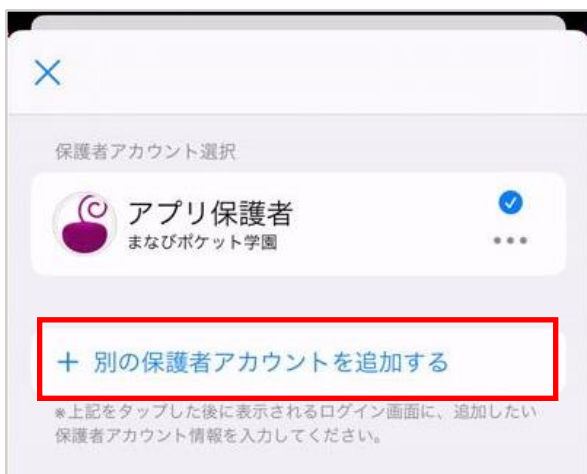 保護者アカウント選択
アプリ保護者
まなびポケット学園
+ 別の保護者アカウントを追加する
※上記をタップした後に表示されるログイン画面に、追加したい
保護者アカウント情報を入力してください。